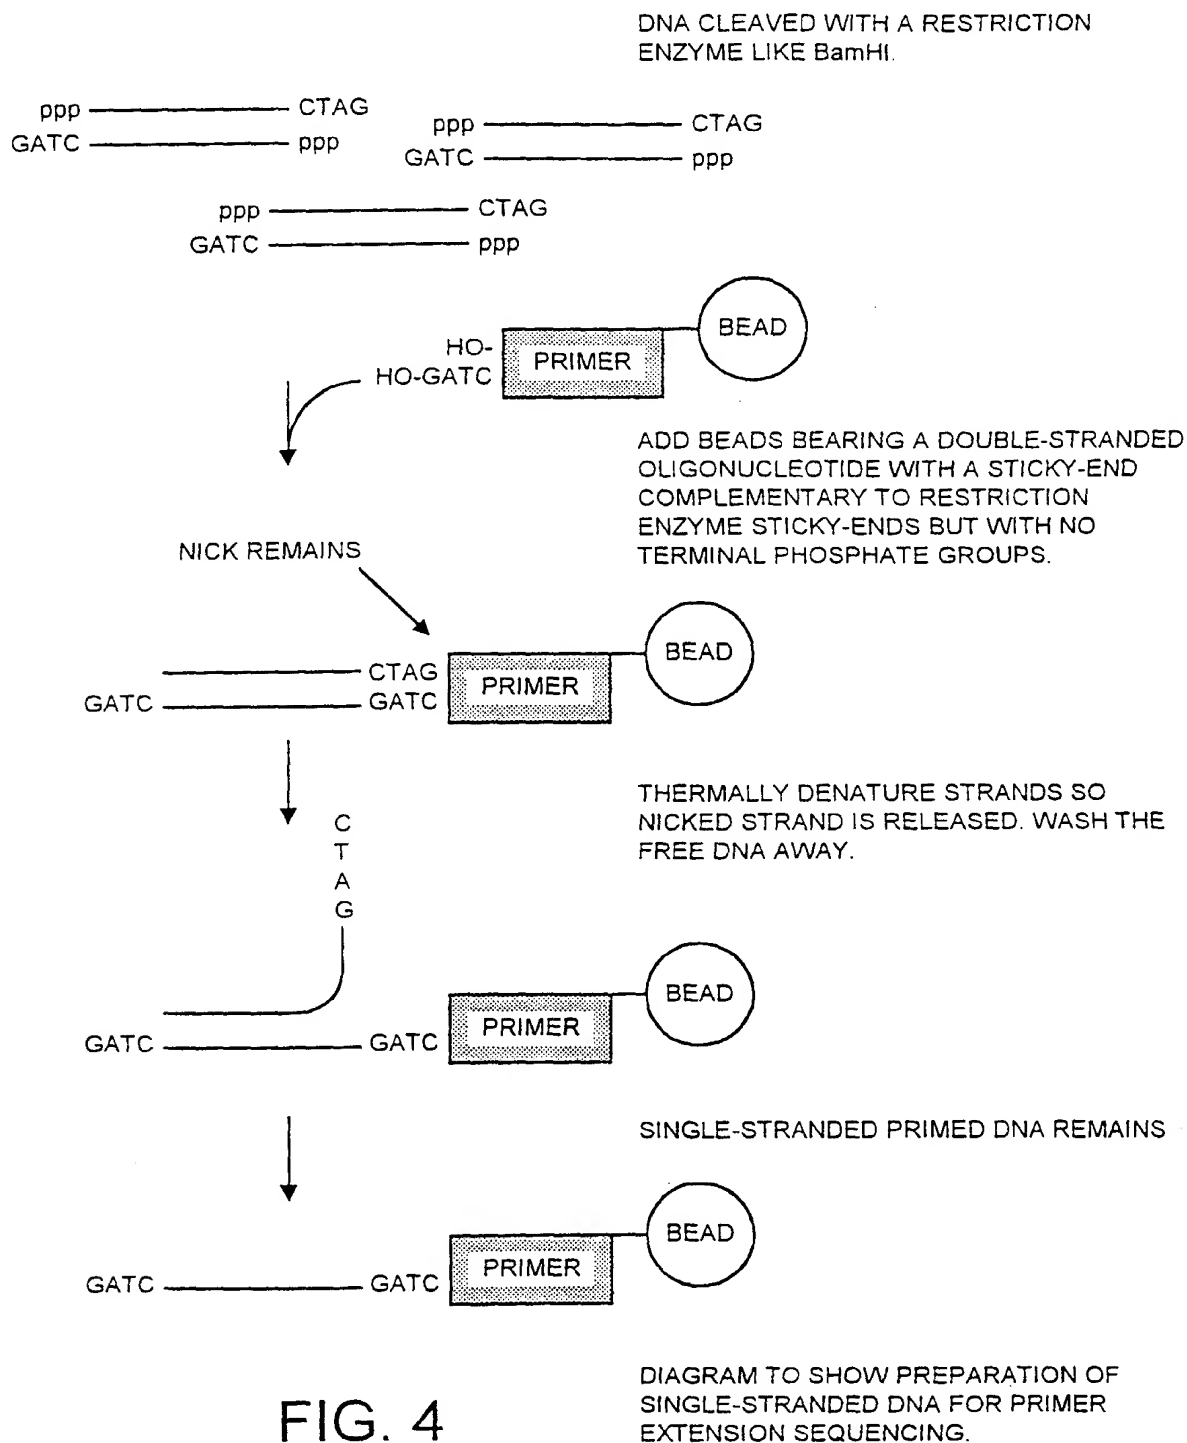 DNA CLEAVED WITH A RESTRICTION
ENZYME LIKE BamHI.
ppp CTAG
GATC ppp
ppp CTAG
GATC ppp
ppp CTAG
GATC ppp
BEAD
HO-
PRIMER
HO-GATC
ADD BEADS BEARING A DOUBLE-STRANDED
OLIGONUCLEOTIDE WITH A STICKY-END
COMPLEMENTARY TO RESTRICTION
ENZYME STICKY-ENDS BUT WITH NO
TERMINAL PHOSPHATE GROUPS.
NICK REMAINS
BEAD
CTAG
PRIMER
GATC GATC
THERMALLY DENATURE STRANDS SO
NICKED STRAND IS RELEASED. WASH THE
FREE DNA AWAY.
C
T
A
G
BEAD
PRIMER
GATC GATC
SINGLE-STRANDED PRIMED DNA REMAINS
BEAD
PRIMER
GATC GATC
DIAGRAM TO SHOW PREPARATION OF
SINGLE-STRANDED DNA FOR PRIMER
EXTENSION SEQUENCING.
FIG. 4